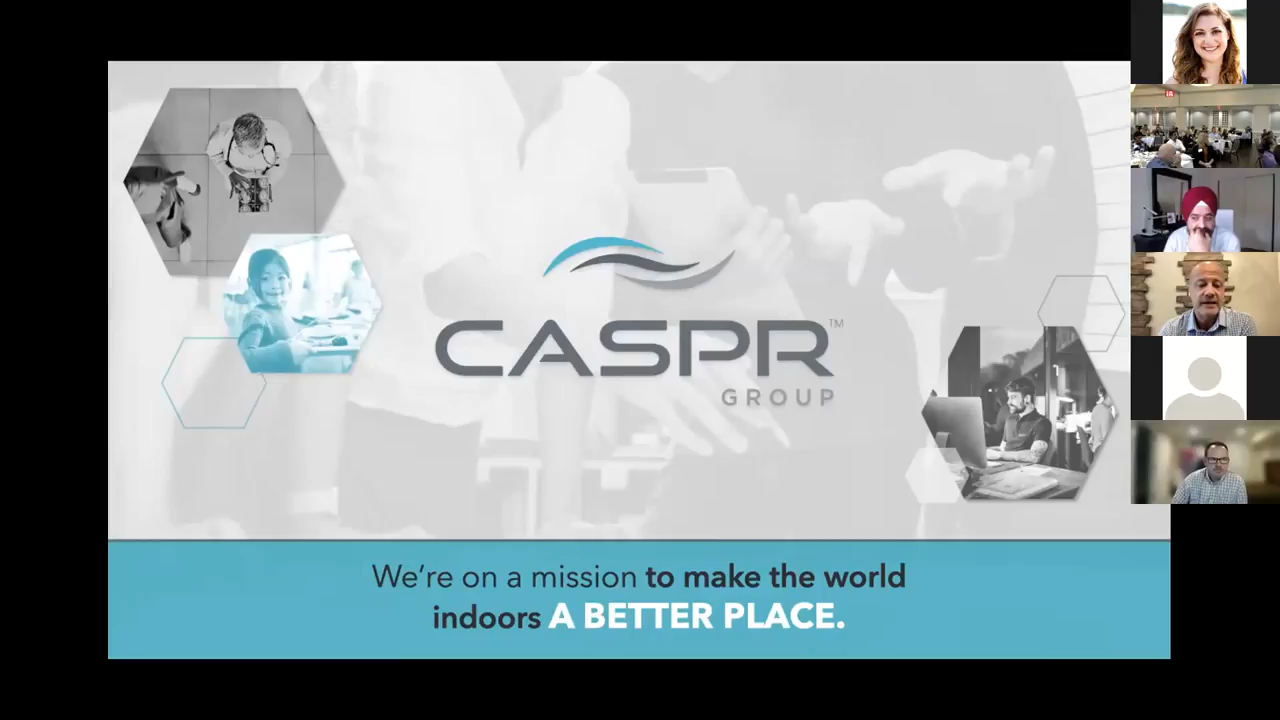 CASPR™
GROUP
We're on a mission to make the world
indoors A BETTER PLACE.